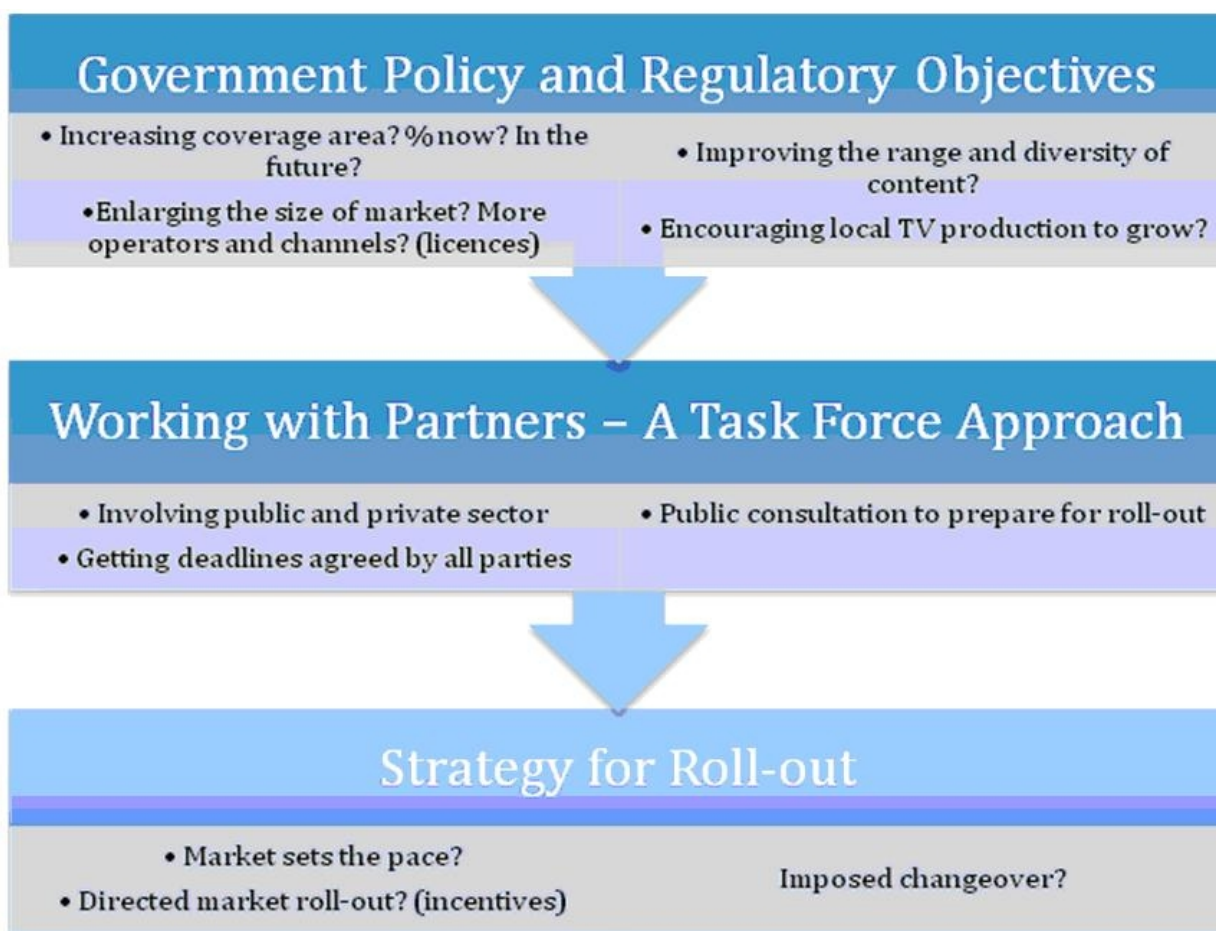 Government Policy and Regulatory Objectives
• Increasing coverage area? % now? In the
future?
•Enlarging the size of market? More
operators and channels? (licences)
• Improving the range and diversity of
content?
• Encouraging local TV production to grow?
Working with Partners – A Task Force Approach
• Involving public and private sector
• Getting deadlines agreed by all parties
• Public consultation to prepare for roll-out
Strategy for Roll-out
• Market sets the pace?
• Directed market roll-out? (incentives)
Imposed changeover?